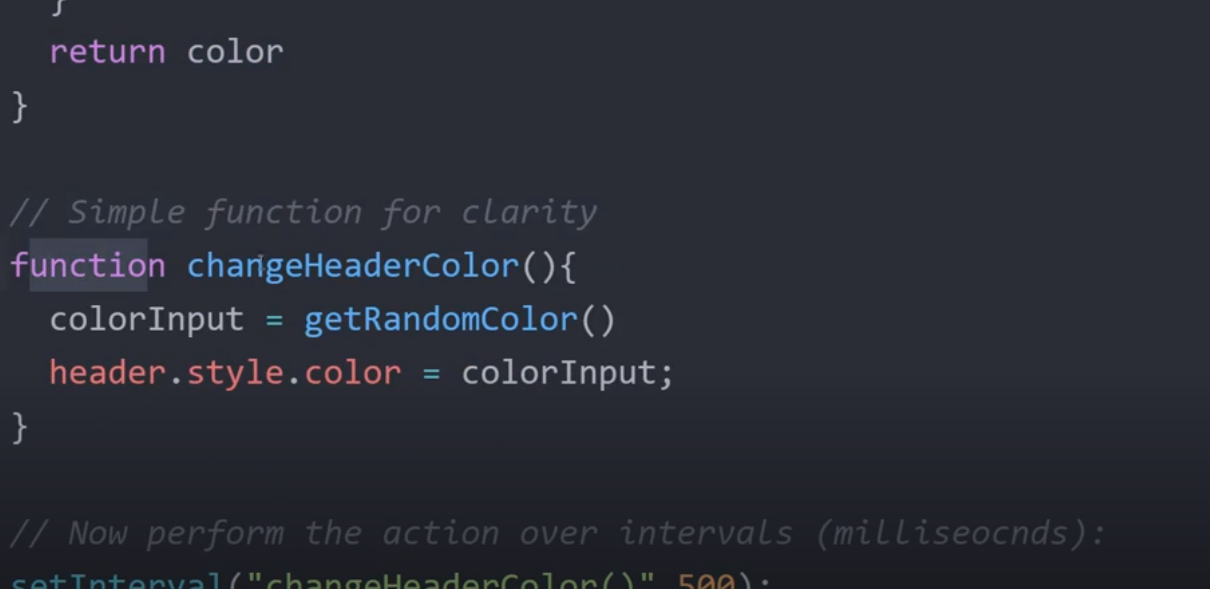 }
return color
}
// Simple function for clarity
function changeHeaderColor(){
colorInput = getRandomColor()
header.style.color = colorInput;
}
// Now perform the action over intervals (milliseocnds):
setInterval("changeHeaderColor()",500);